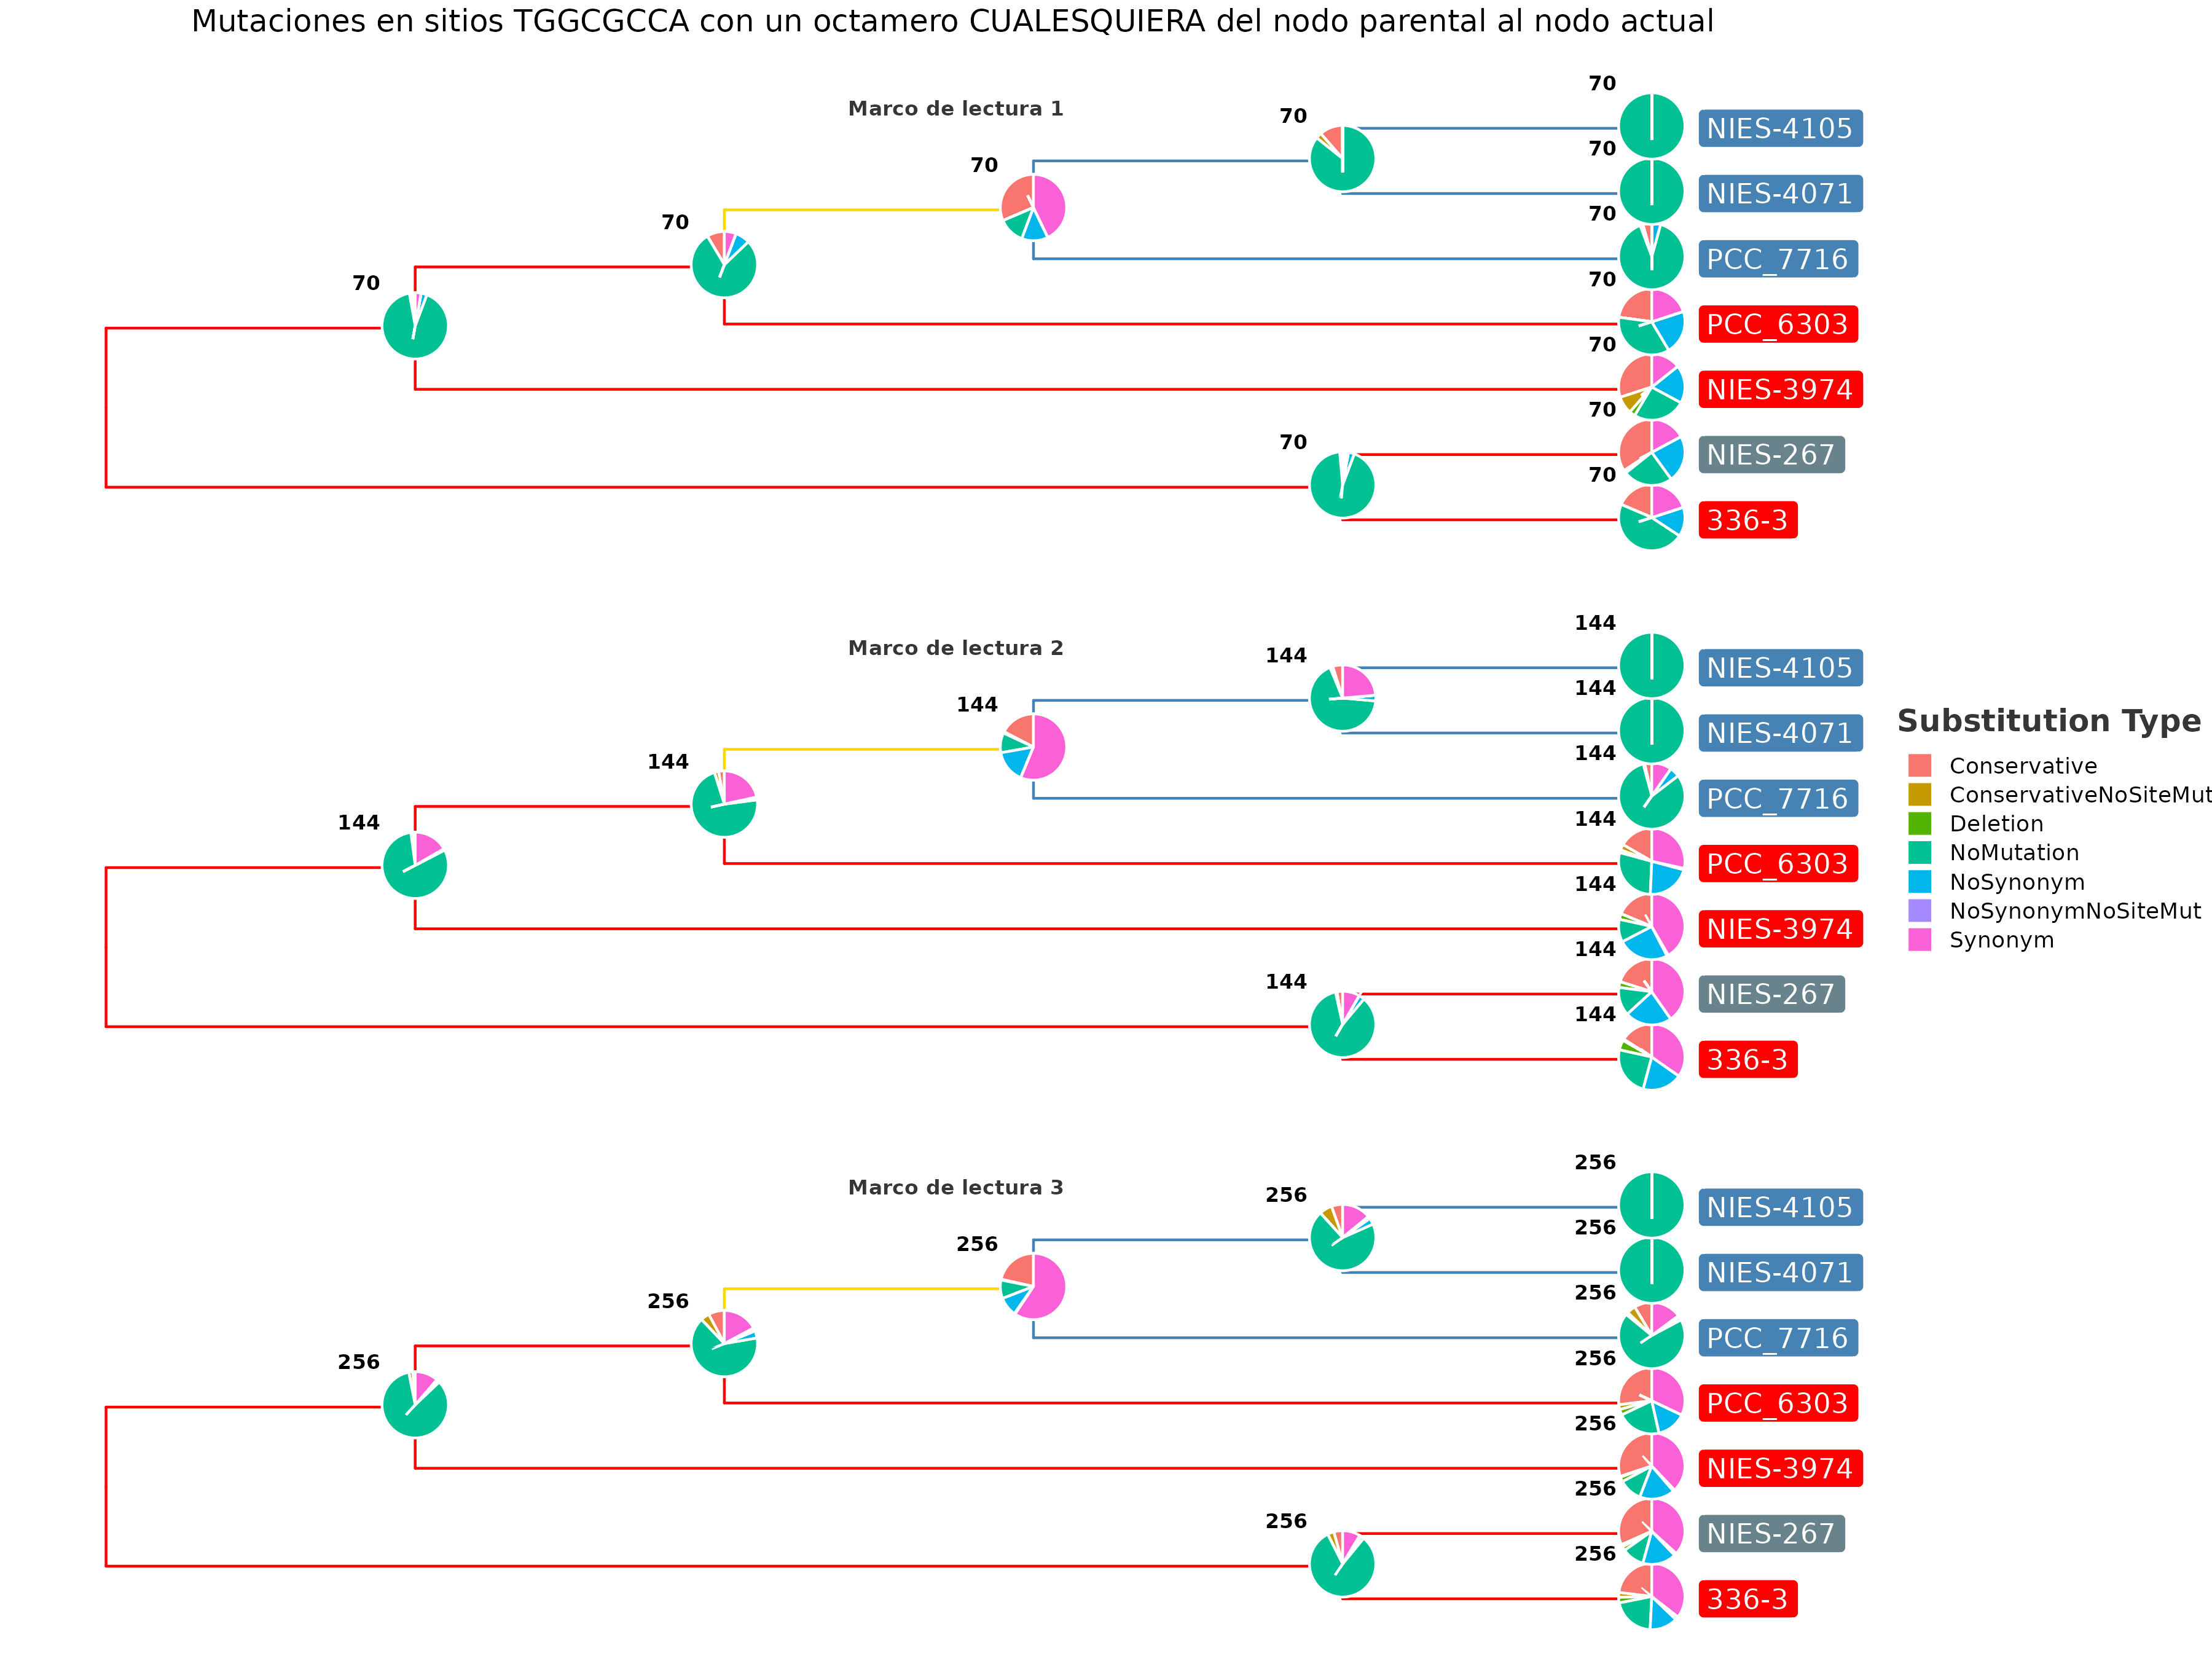 Mutaciones en sitios TGGCGCCA con un octamero CUALESQUIERA del nodo parental al nodo actual
Marco de lectura 1
70
70
70
70
70
70
70
70
70
70
70
70
NIES-4105
NIES-4071
PCC_7716
PCC_6303
NIES-3974
NIES-267
336-3
Marco de lectura 2
144
144
144
144
144
144
144
144
144
144
144
144
NIES-4105
NIES-4071
PCC_7716
PCC_6303
NIES-3974
NIES-267
336-3
Marco de lectura 3
256
256
256
256
256
256
256
256
256
256
256
256
NIES-4105
NIES-4071
PCC_7716
PCC_6303
NIES-3974
NIES-267
336-3
Substitution Type
Conservative
ConservativeNoSiteMut
Deletion
NoMutation
NoSynonym
NoSynonymNoSiteMut
Synonym